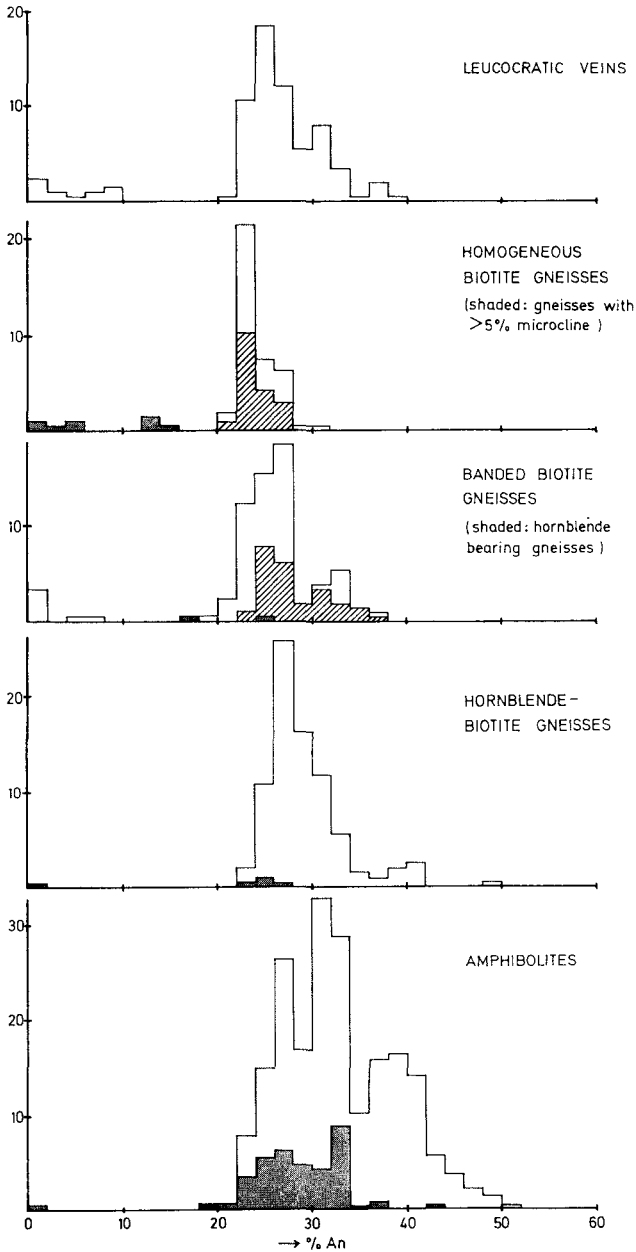 20
10
LEUCOCRATIC VEINS
20
10
HOMOGENEOUS
BIOTITE GNEISSES
(shaded: gneisses with
>5% microcline)
10
BANDED BIOTITE
GNEISSES
(shaded: hornblende
bearing gneisses)
20
10
HORNBLENDE-
BIOTITE GNEISSES
30
20
10
AMPHIBOLITES
0 10 20 30 40 50 60
→ % An